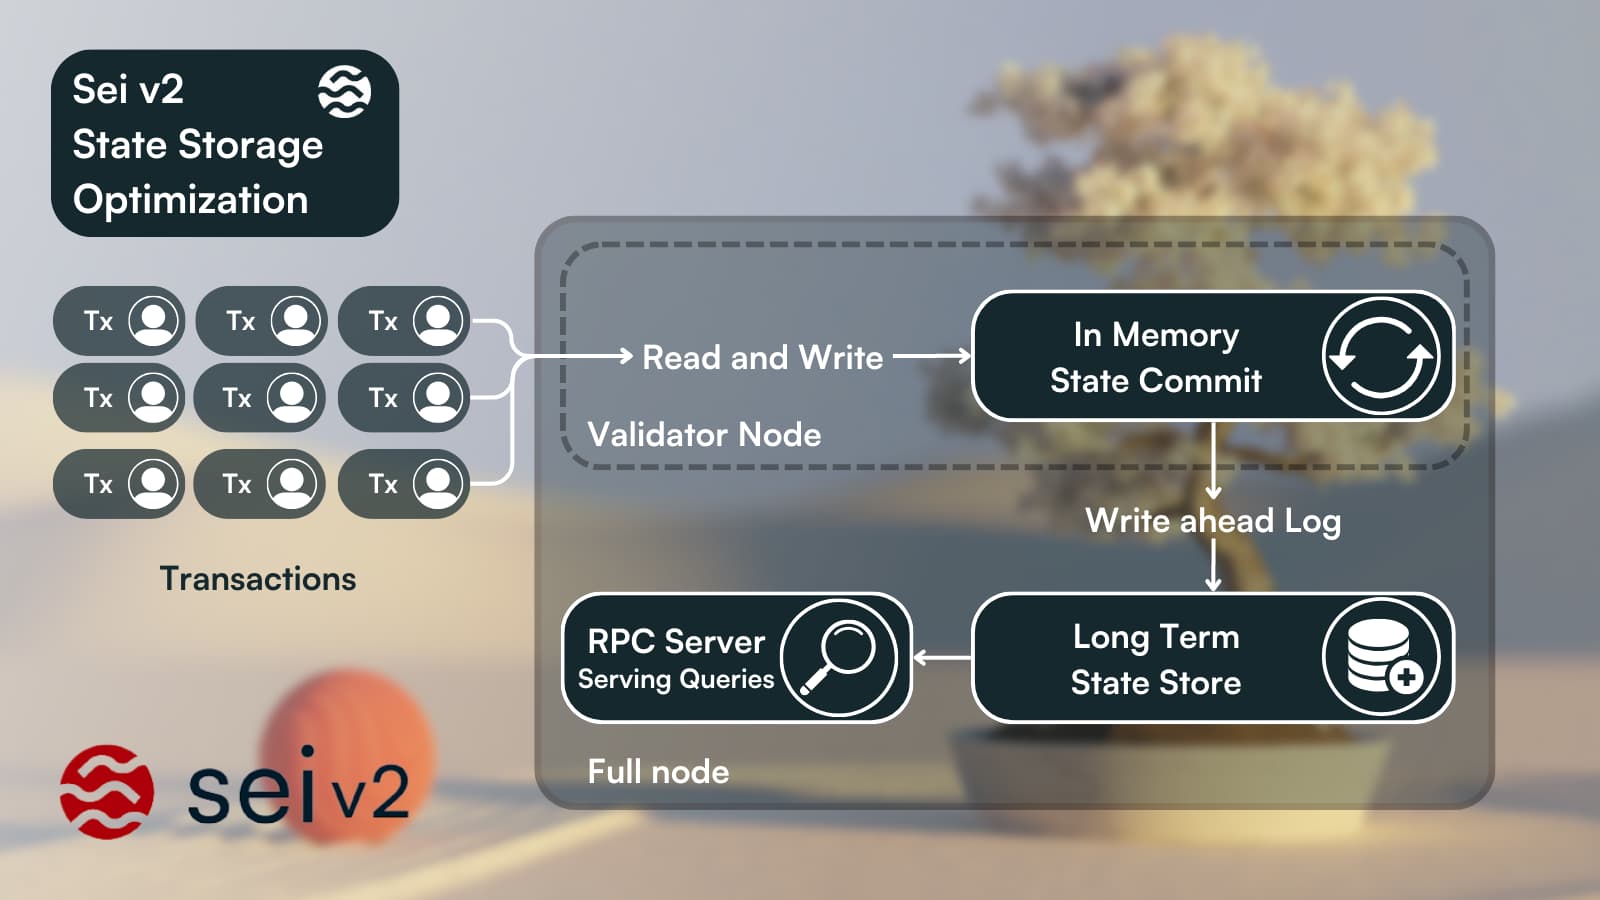 Sei v2
State Storage
Optimization
Tx
Tx
Tx
Tx
Tx
Tx
Tx
Tx
Tx
Transactions
Read and Write
Validator Node
In Memory
State Commit
Write ahead Log
Long Term
State Store
RPC Server
Serving Queries
Full node
sei v2